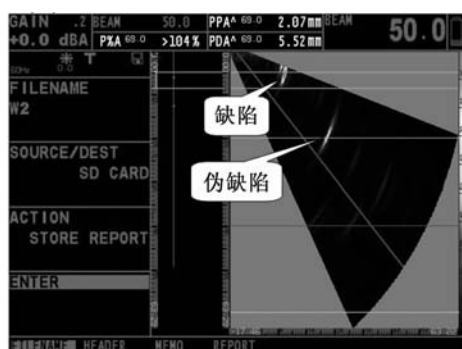 GAIN .2 BEAM 50.0 PPA^ 69.0 2.07mm BEAM 50.0
+0.0 dBA P%A 69.0 >104% PDA^ 69.0 5.52mm
60Hz
T
FILENAME
W2
缺陷
SOURCE/DEST
SD CARD
伪缺陷
ACTION
STORE REPORT
ENTER
FILENAME HEADER MEMO REPORT